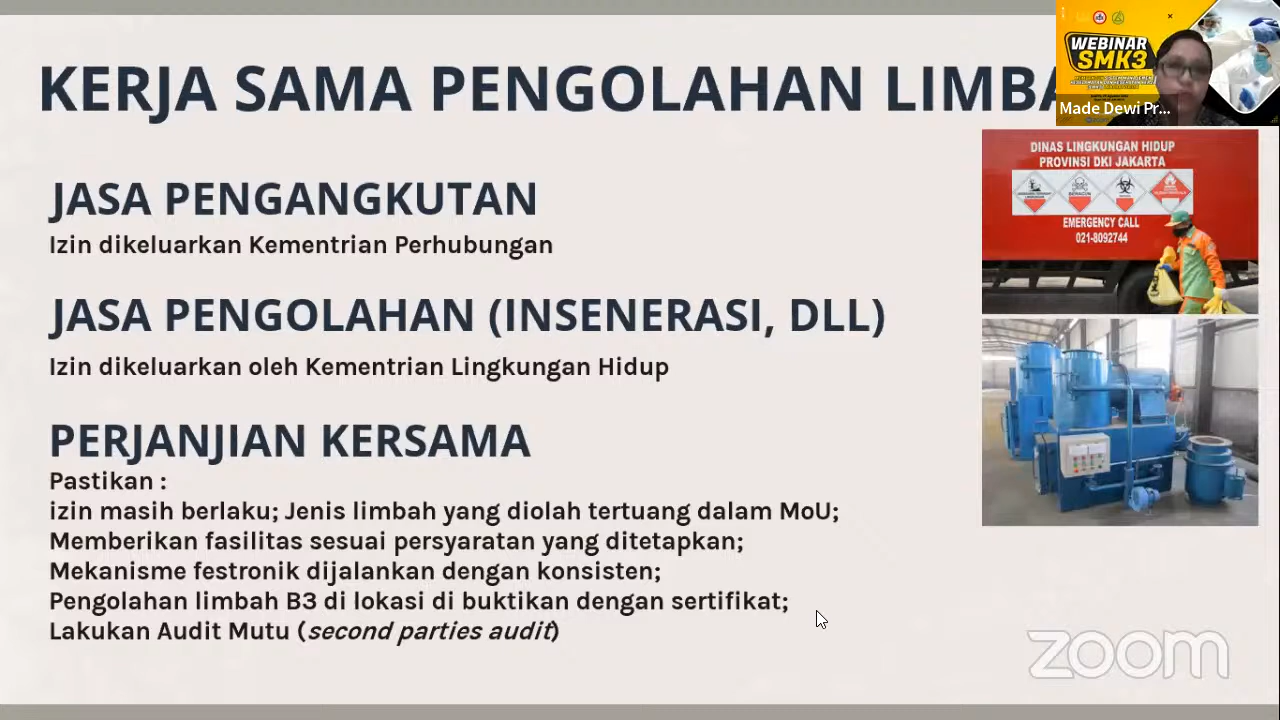 KERJA SAMA PENGOLAHAN LIMBA
WEBINAR
SMK3
Made Dewi Pr...
JASA PENGANGKUTAN
Izin dikeluarkan Kementrian Perhubungan
JASA PENGOLAHAN (INSENERASI, DLL)
Izin dikeluarkan oleh Kementrian Lingkungan Hidup
PERJANJIAN KERSAMA
Pastikan :
izin masih berlaku; Jenis limbah yang diolah tertuang dalam MoU;
Memberikan fasilitas sesuai persyaratan yang ditetapkan;
Mekanisme festronik dijalankan dengan konsisten;
Pengolahan limbah B3 di lokasi di buktikan dengan sertifikat;
Lakukan Audit Mutu (second parties audit)
DINAS LINGKUNGAN HIDUP
PROVINSI DKI JAKARTA
BERACUN
EMERGENCY CALL
021-8092744
zoom